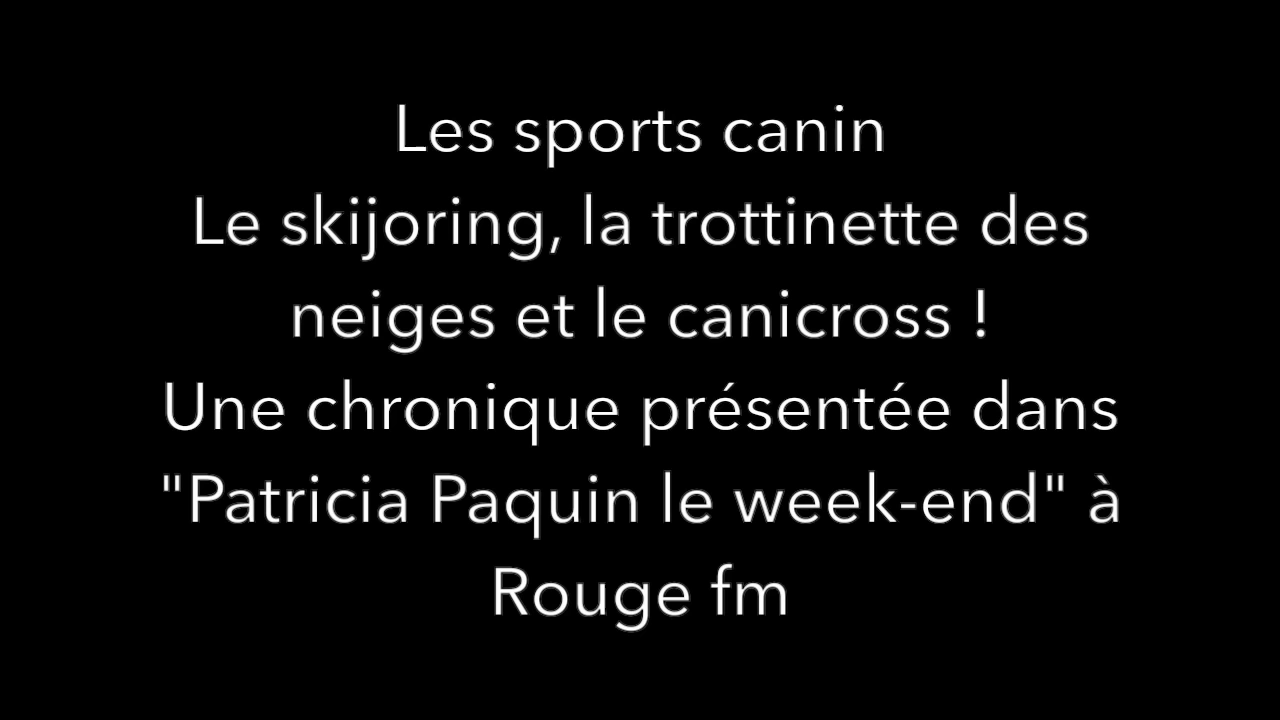 Les sports canin
Le skijoring, la trottinette des
neiges et le canicross !
Une chronique présentée dans
"Patricia Paquin le week-end" à
Rouge fm